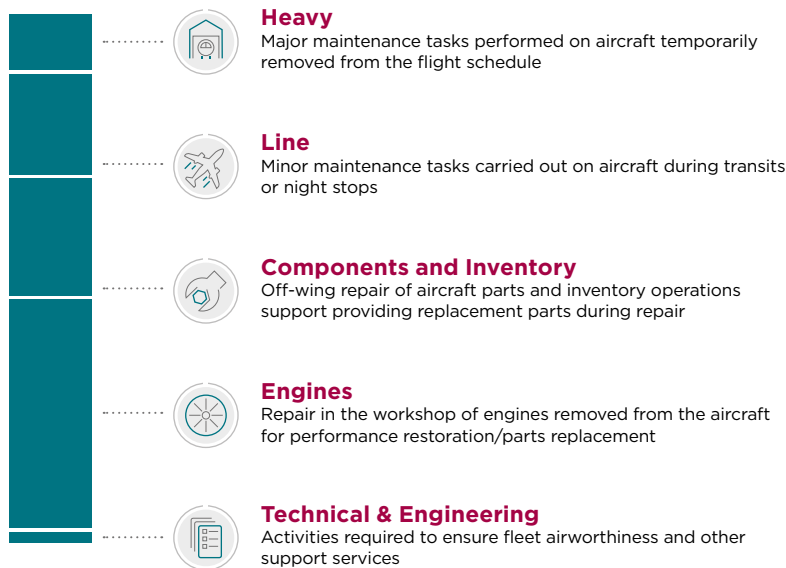 Heavy
Major maintenance tasks performed on aircraft temporarily
removed from the flight schedule
Line
Minor maintenance tasks carried out on aircraft during transits
or night stops
Components and Inventory
Off-wing repair of aircraft parts and inventory operations
support providing replacement parts during repair
Engines
Repair in the workshop of engines removed from the aircraft
for performance restoration/parts replacement
Technical & Engineering
Activities required to ensure fleet airworthiness and other
support services